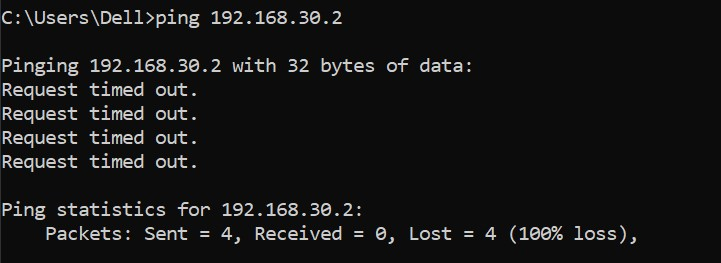 C:\Users\Dell>ping 192.168.30.2
Pinging 192.168.30.2 with 32 bytes of data:
Request timed out.
Request timed out.
Request timed out.
Request timed out.
Ping statistics for 192.168.30.2:
    Packets: Sent = 4, Received = 0, Lost = 4 (100% loss),